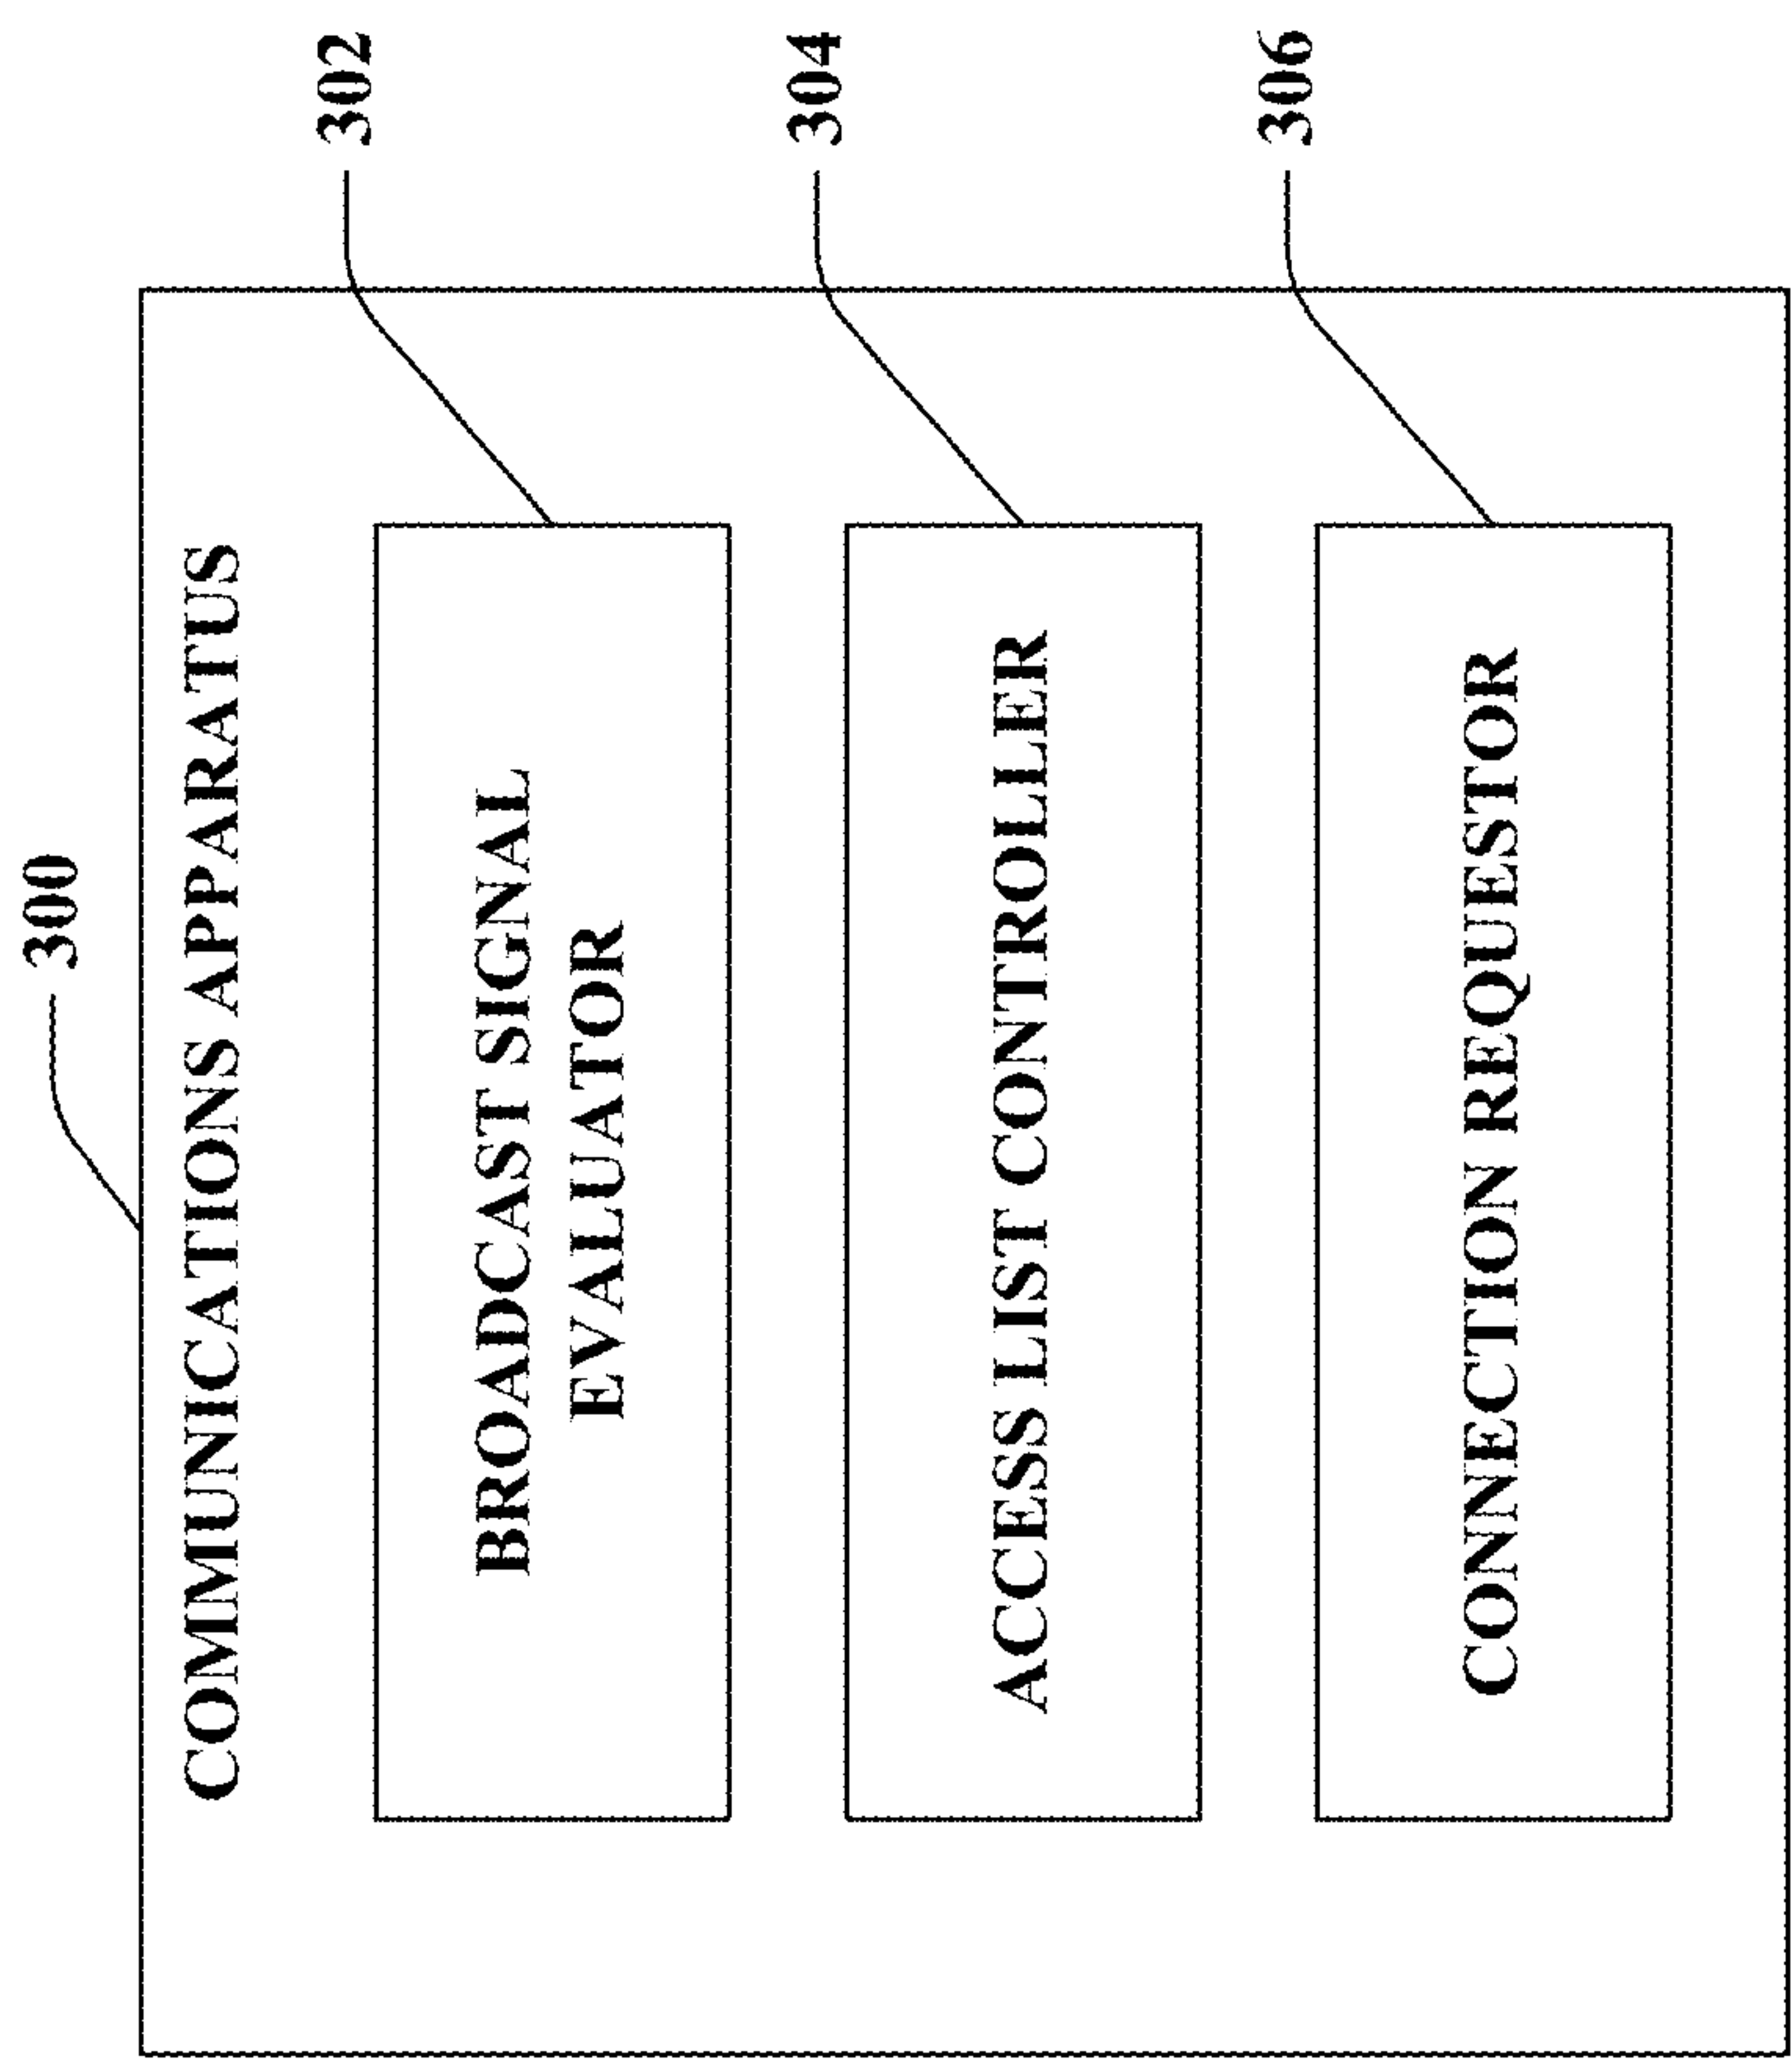 300
COMMUNICATIONS APPARATUS
302
BROADCAST SIGNAL
EVALUATOR
304
ACCESS LIST CONTROLLER
306
CONNECTION REQUESTOR